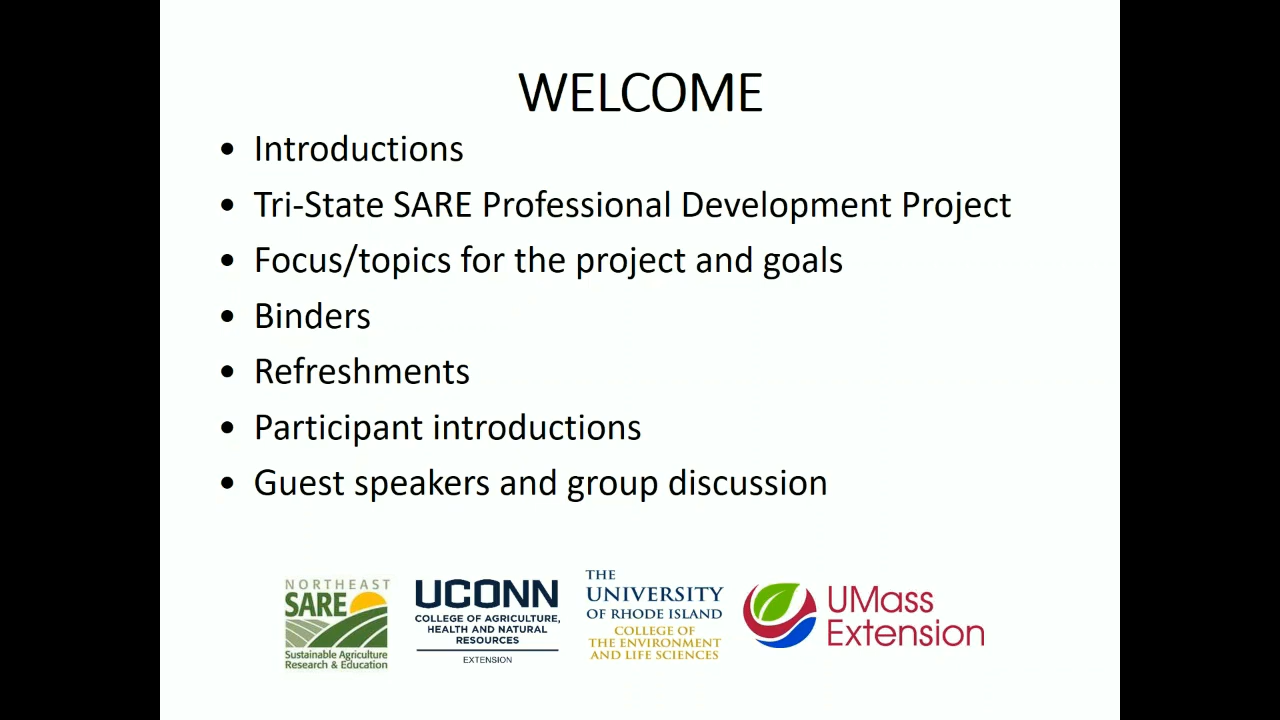 WELCOME
• Introductions
• Tri-State SARE Professional Development Project
• Focus/topics for the project and goals
• Binders
• Refreshments
• Participant introductions
• Guest speakers and group discussion
NORTHEAST
SARE
Sustainable Agriculture
Research & Education
UCONN
COLLEGE OF AGRICULTURE,
HEALTH AND NATURAL
RESOURCES
EXTENSION
THE
UNIVERSITY
OF RHODE ISLAND
COLLEGE OF
THE ENVIRONMENT
AND LIFE SCIENCES
UMass
Extension